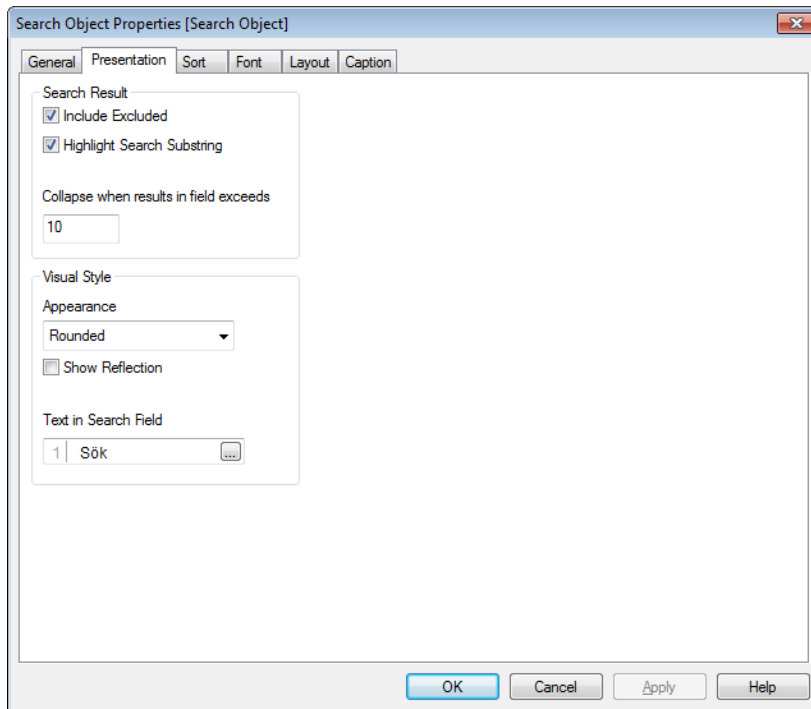 Search Object Properties [Search Object]
General Presentation Sort Font Layout Caption
Search Result
Include Excluded
Highlight Search Substring
Collapse when results in field exceeds
10
Visual Style
Appearance
Rounded
Show Reflection
Text in Search Field
1 Sök ...
OK Cancel Apply Help